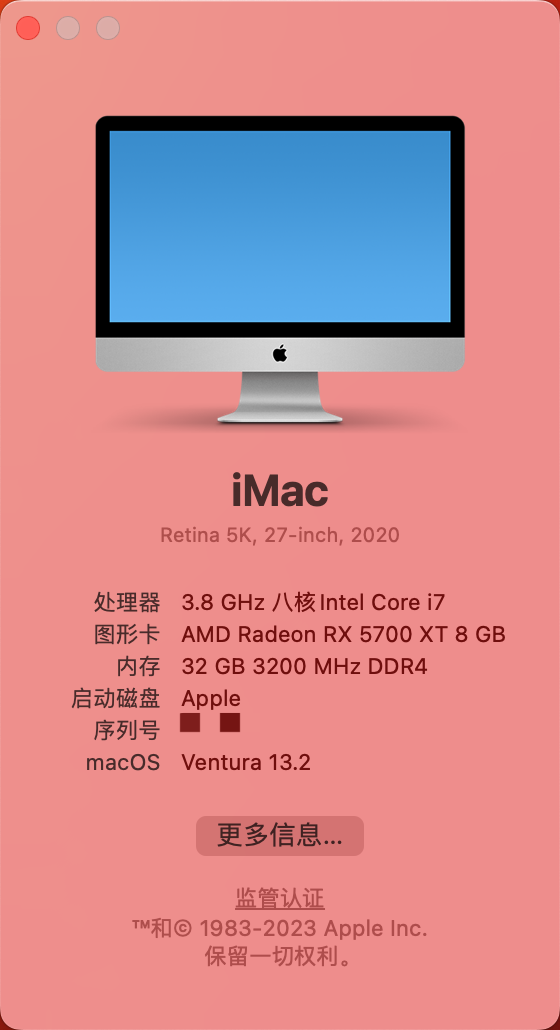 iMac
Retina 5K, 27-inch, 2020
处理器 3.8 GHz 八核Intel Core i7
图形卡 AMD Radeon RX 5700 XT 8 GB
内存 32 GB 3200 MHz DDR4
启动磁盘 Apple
序列号
macOS Ventura 13.2
更多信息...
监管认证
™和© 1983-2023 Apple Inc.
保留一切权利。